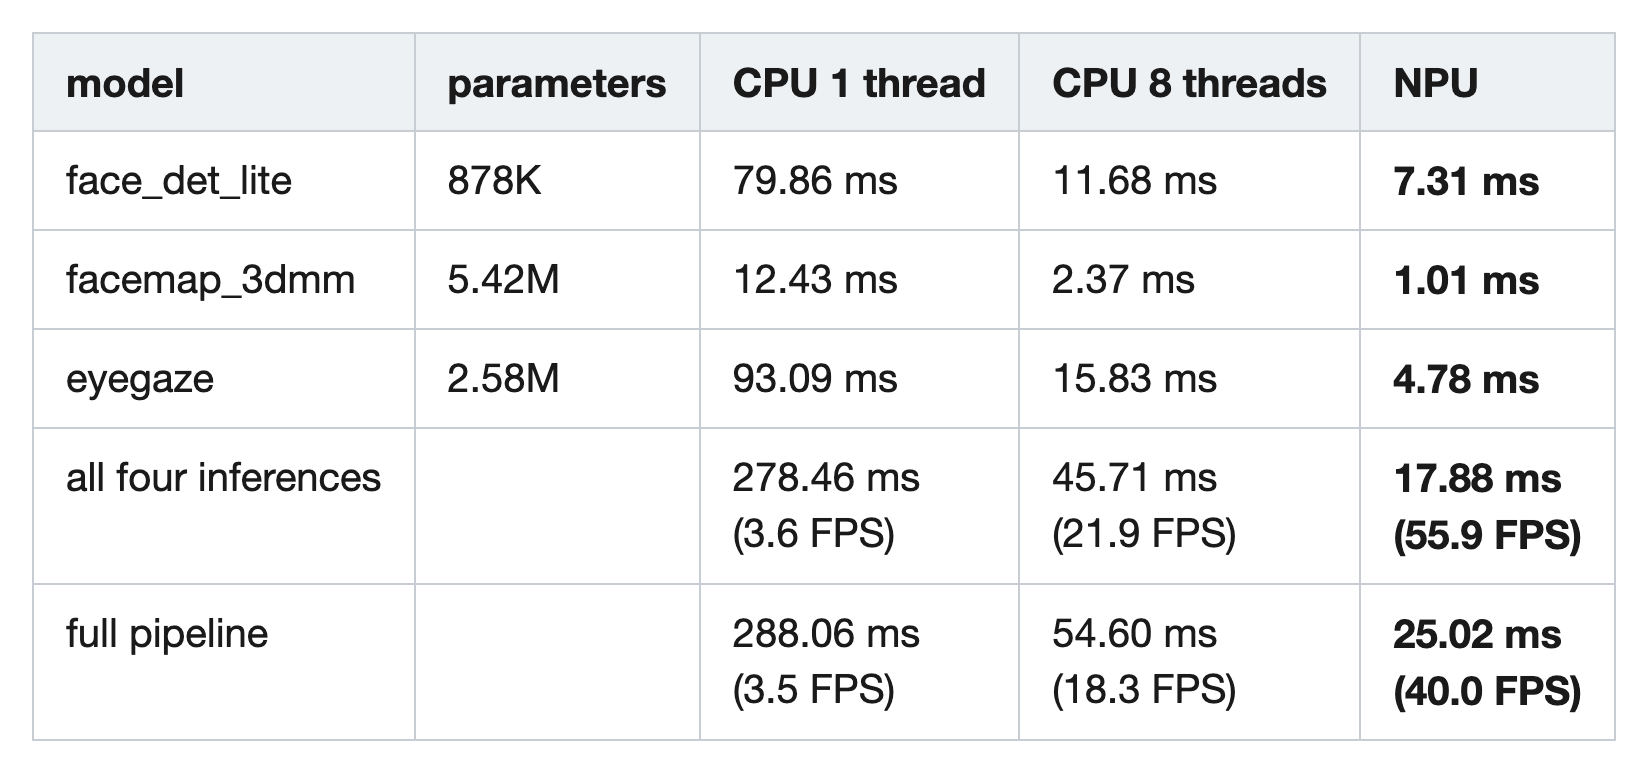 model parameters CPU 1 thread CPU 8 threads NPU
face_det_lite 878K 79.86 ms 11.68 ms 7.31 ms
facemap_3dmm 5.42M 12.43 ms 2.37 ms 1.01 ms
eyegaze 2.58M 93.09 ms 15.83 ms 4.78 ms
all four inferences 278.46 ms 45.71 ms 17.88 ms
(3.6 FPS) (21.9 FPS) (55.9 FPS)
full pipeline 288.06 ms 54.60 ms 25.02 ms
(3.5 FPS) (18.3 FPS) (40.0 FPS)